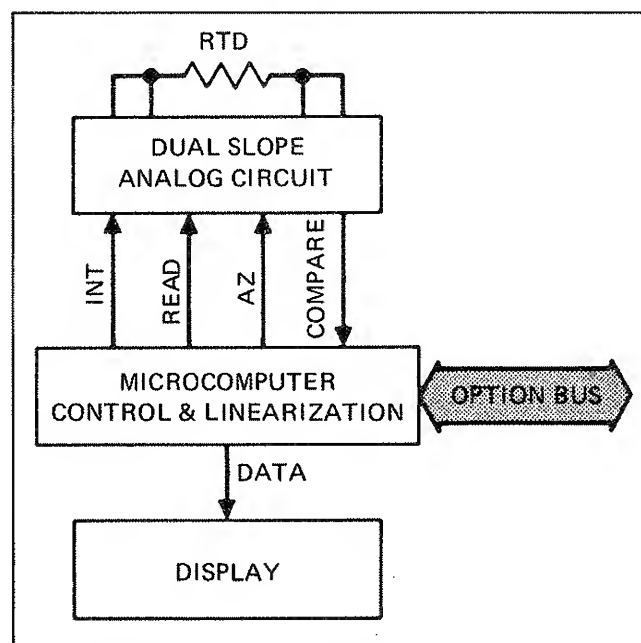 RTD
DUAL SLOPE
ANALOG CIRCUIT
INT
READ
AZ
COMPARE
MICROCOMPUTER
CONTROL & LINEARIZATION
OPTION BUS
DATA
DISPLAY